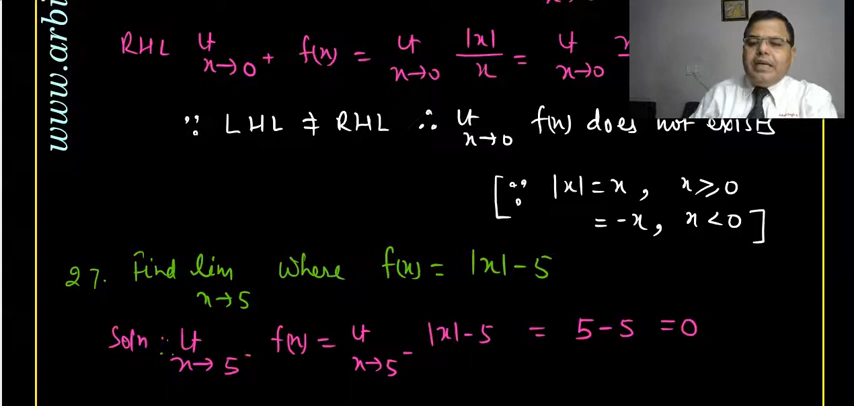 www.arbi
RHL Lt x→0+ f(x) = Lt x→0 |x|/x = Lt x→0
∵ LHL ≠ RHL ∴ Lt x→0 f(x) does not exists
[∵ |x| = x, x ≥ 0
= -x, x < 0]
27. Find lim x→5 where f(x) = |x| - 5
Soln : Lt x→5- f(x) = Lt x→5- |x| - 5 = 5 - 5 = 0